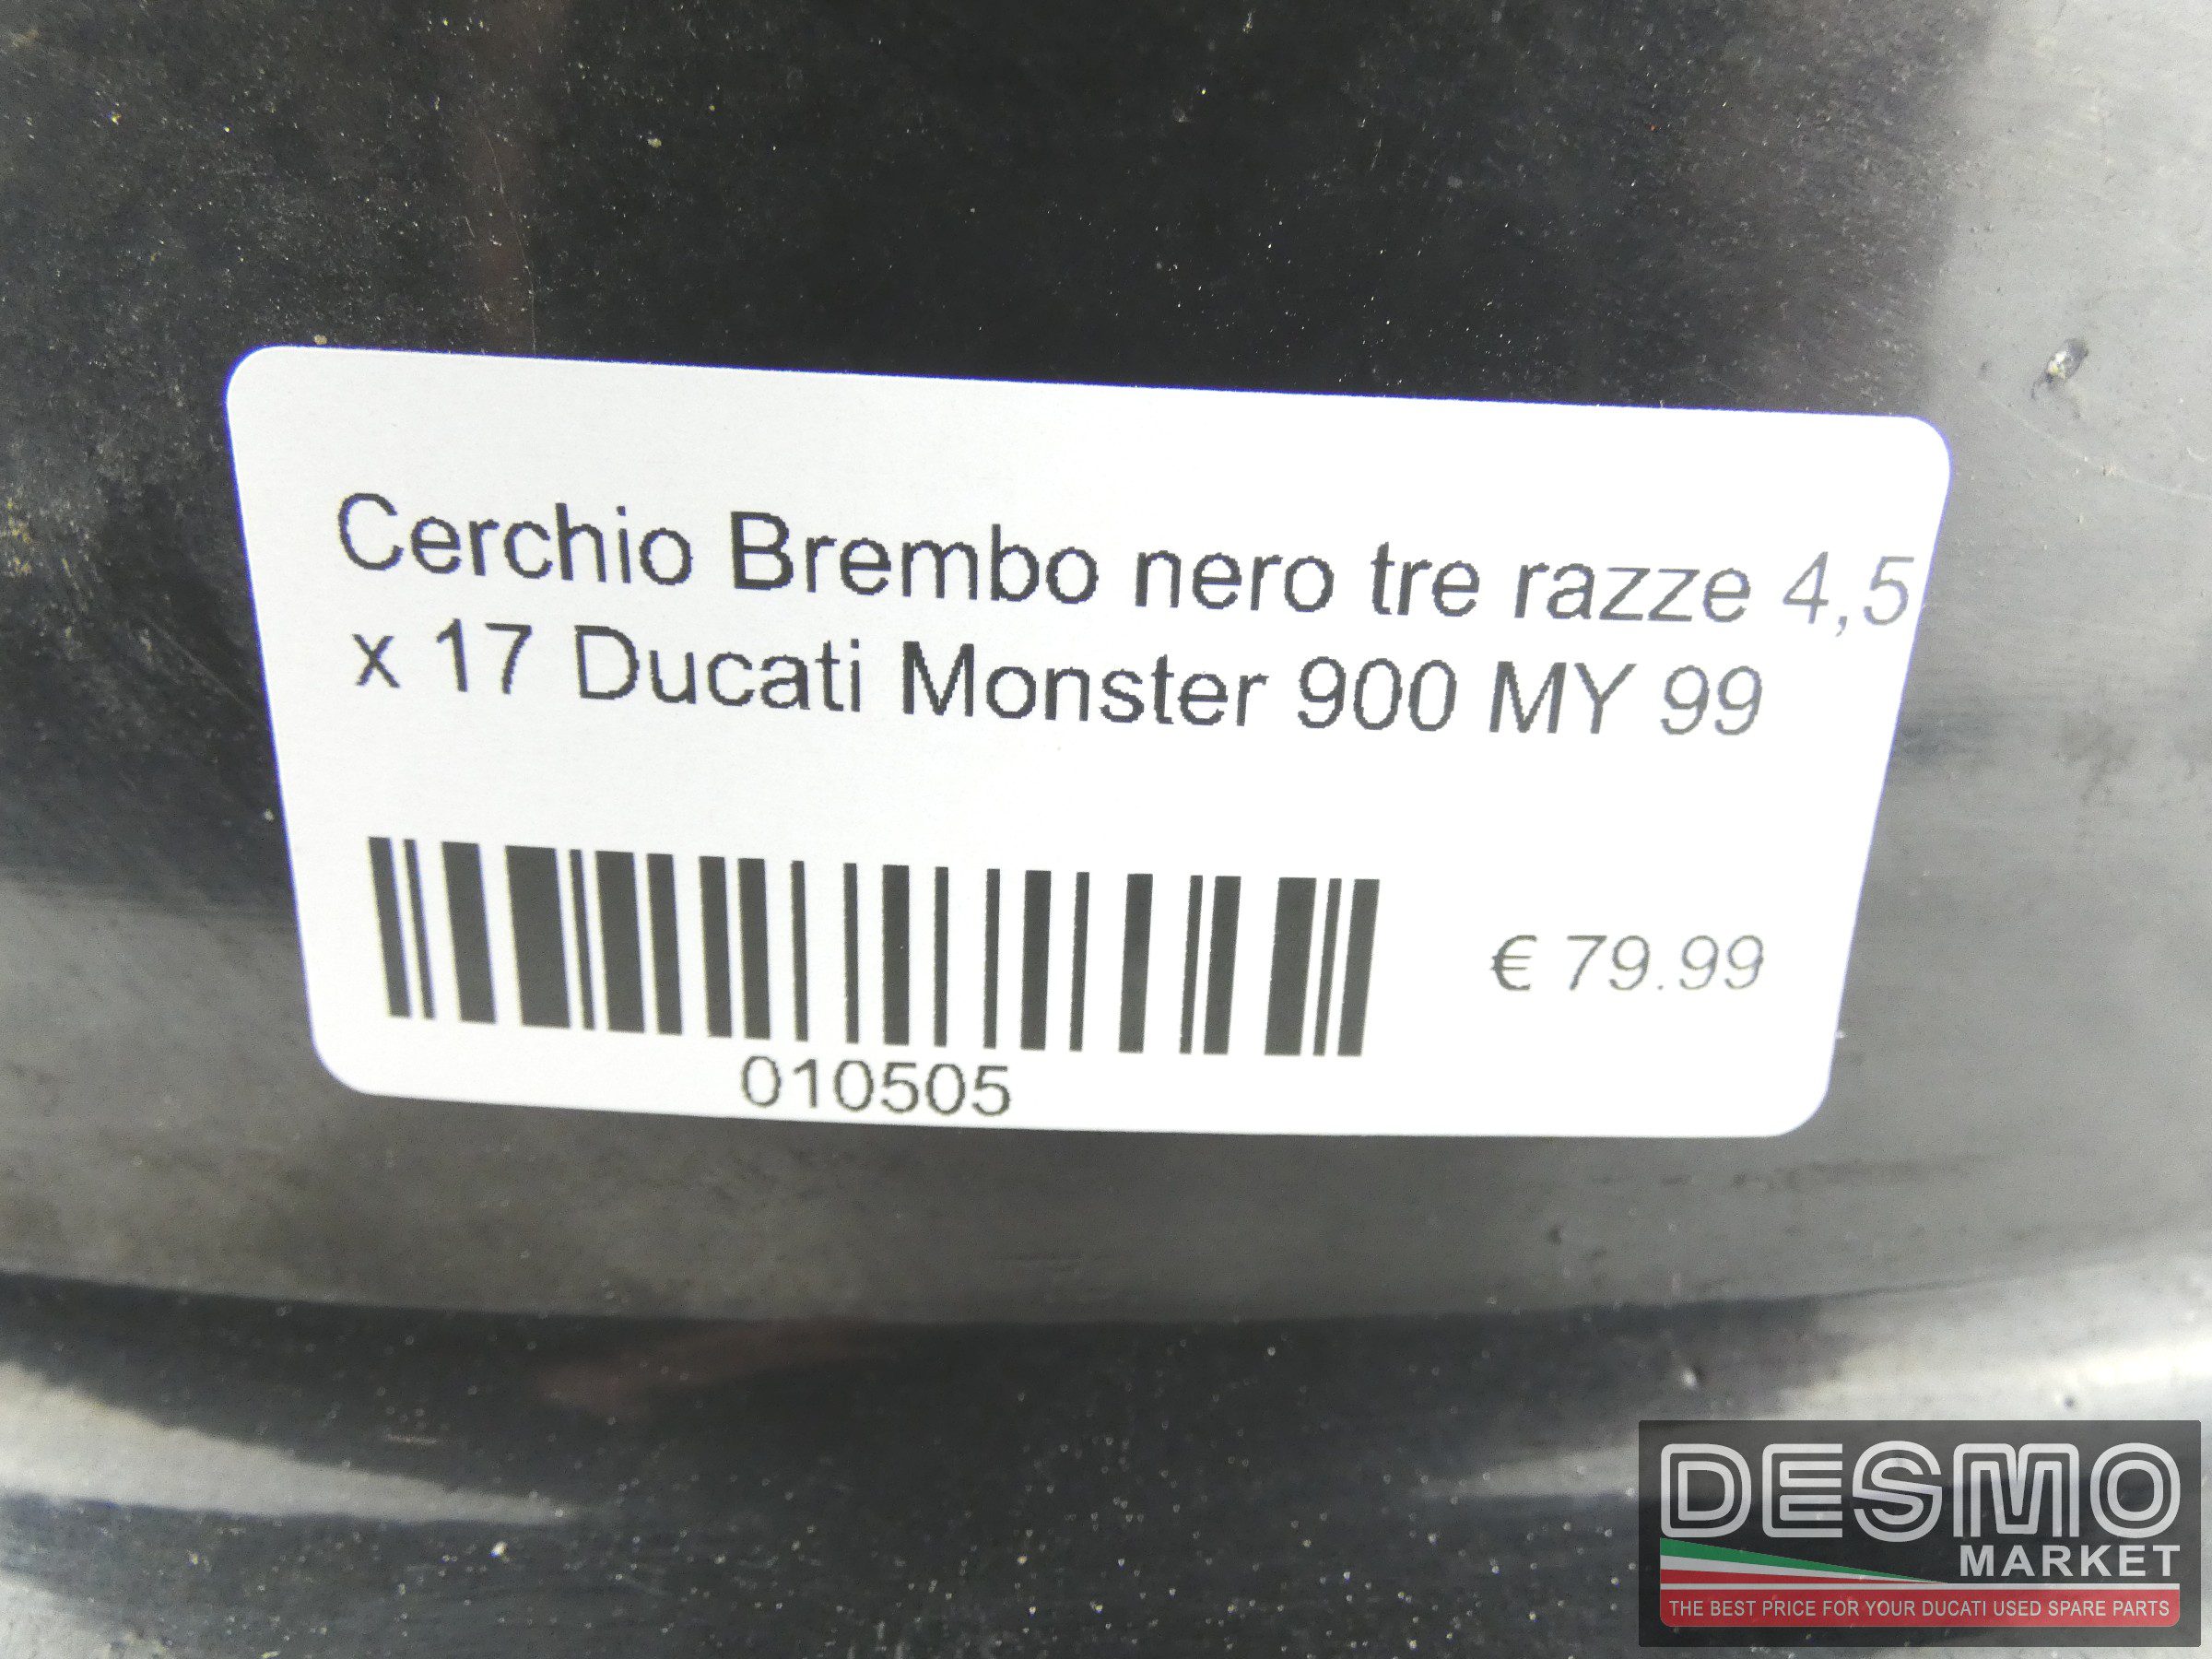 Cerchio Brembo nero tre razze 4,5
x 17 Ducati Monster 900 MY 99
€ 79.99
010505
DESMO
MARKET
THE BEST PRICE FOR YOUR DUCATI USED SPARE PARTS